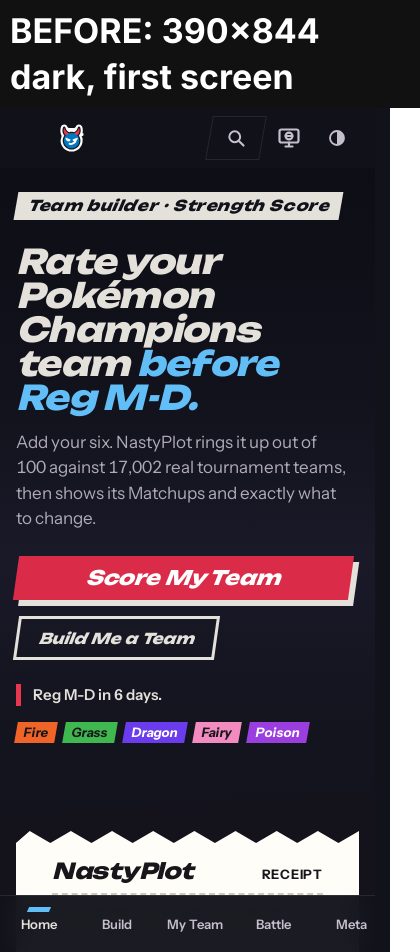 BEFORE: 390×844
dark, first screen
Team builder · Strength Score
Rate your
Pokémon
Champions
team before
Reg M-D.
Add your six. NastyPlot rings it up out of
100 against 17,002 real tournament teams,
then shows its Matchups and exactly what
to change.
Score My Team
Build Me a Team
Reg M-D in 6 days.
Fire Grass Dragon Fairy Poison
NastyPlot RECEIPT
Home Build My Team Battle Meta